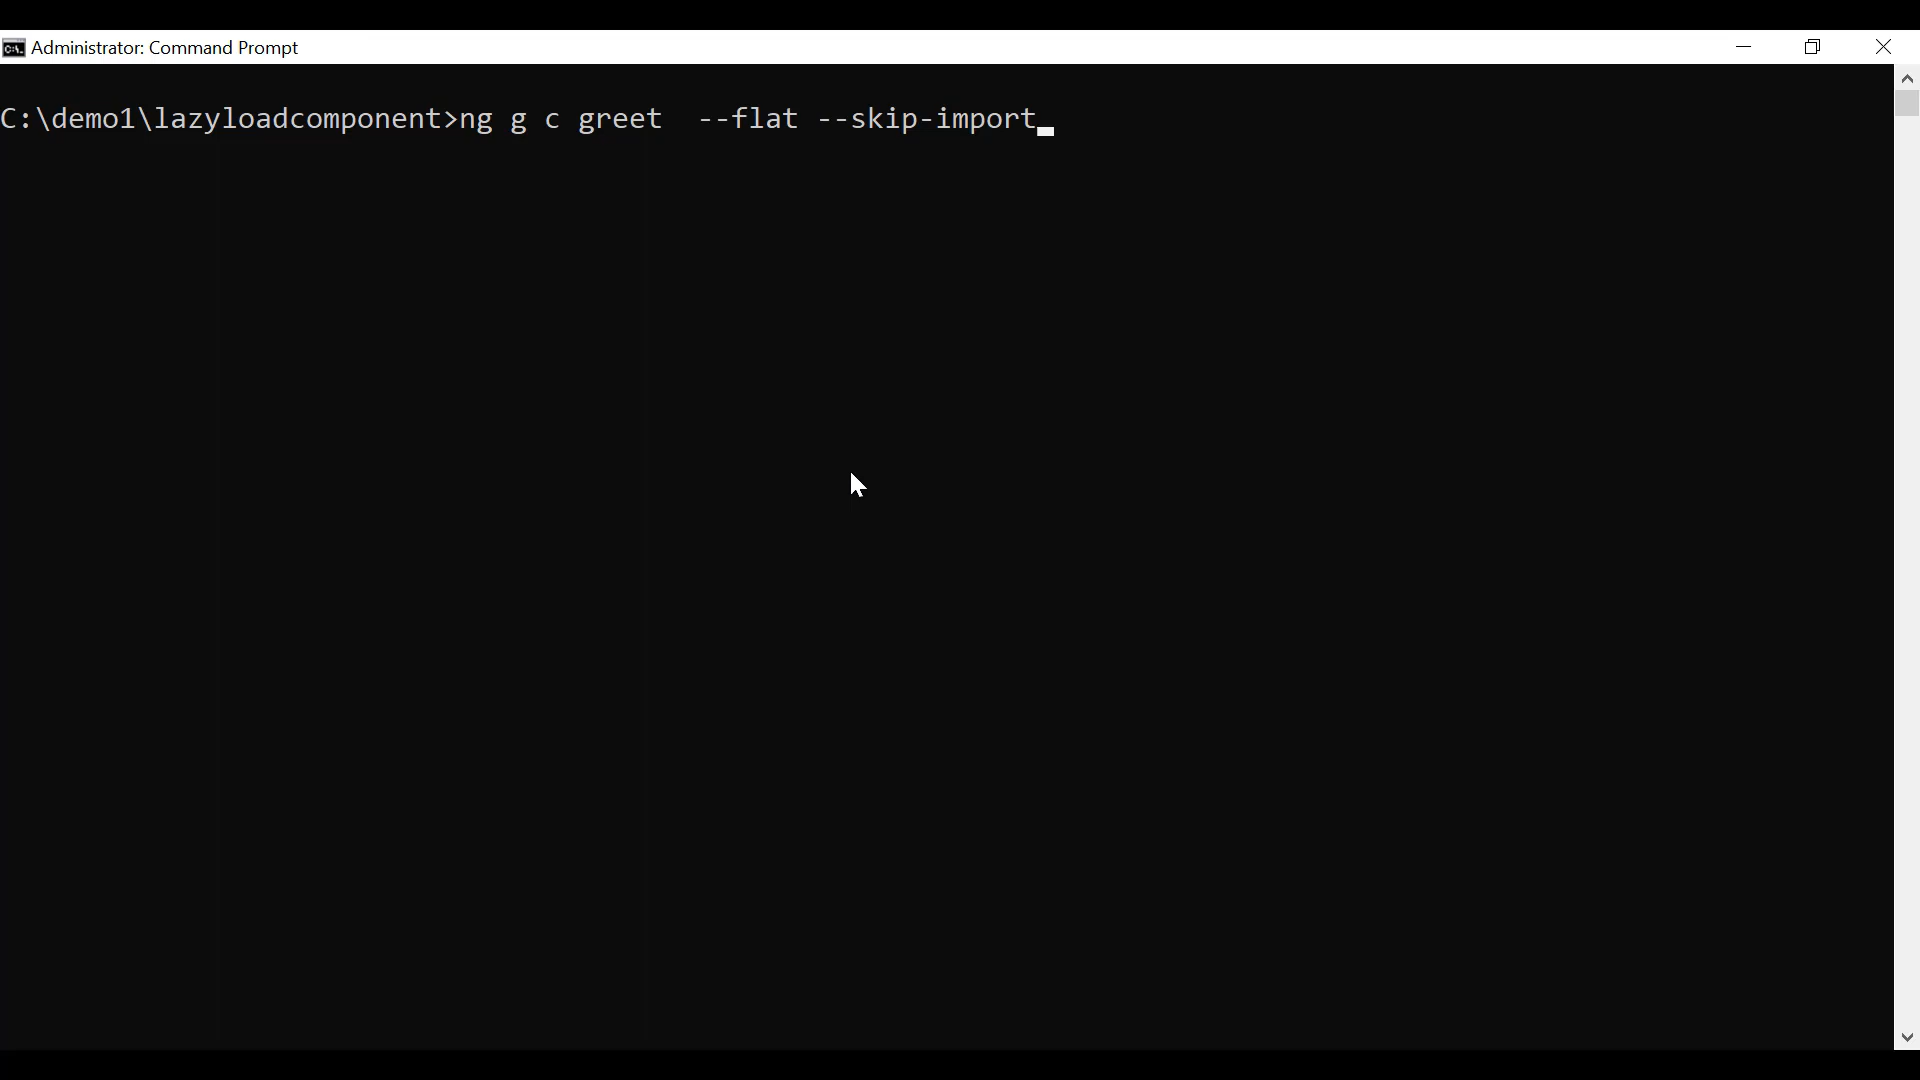 Administrator: Command Prompt
C:\demo1\lazyloadcomponent>ng g c greet  --flat --skip-import